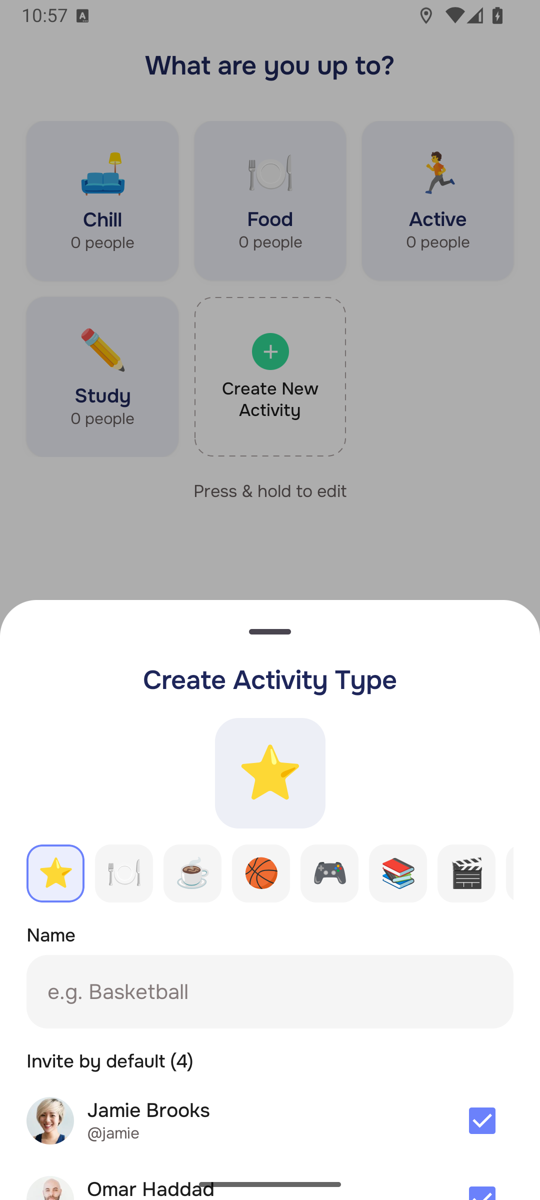 10:57
What are you up to?
Chill
0 people
Food
0 people
Active
0 people
Study
0 people
Create New
Activity
Press & hold to edit
Create Activity Type
Name
e.g. Basketball
Invite by default (4)
Jamie Brooks
@jamie
Omar Haddad